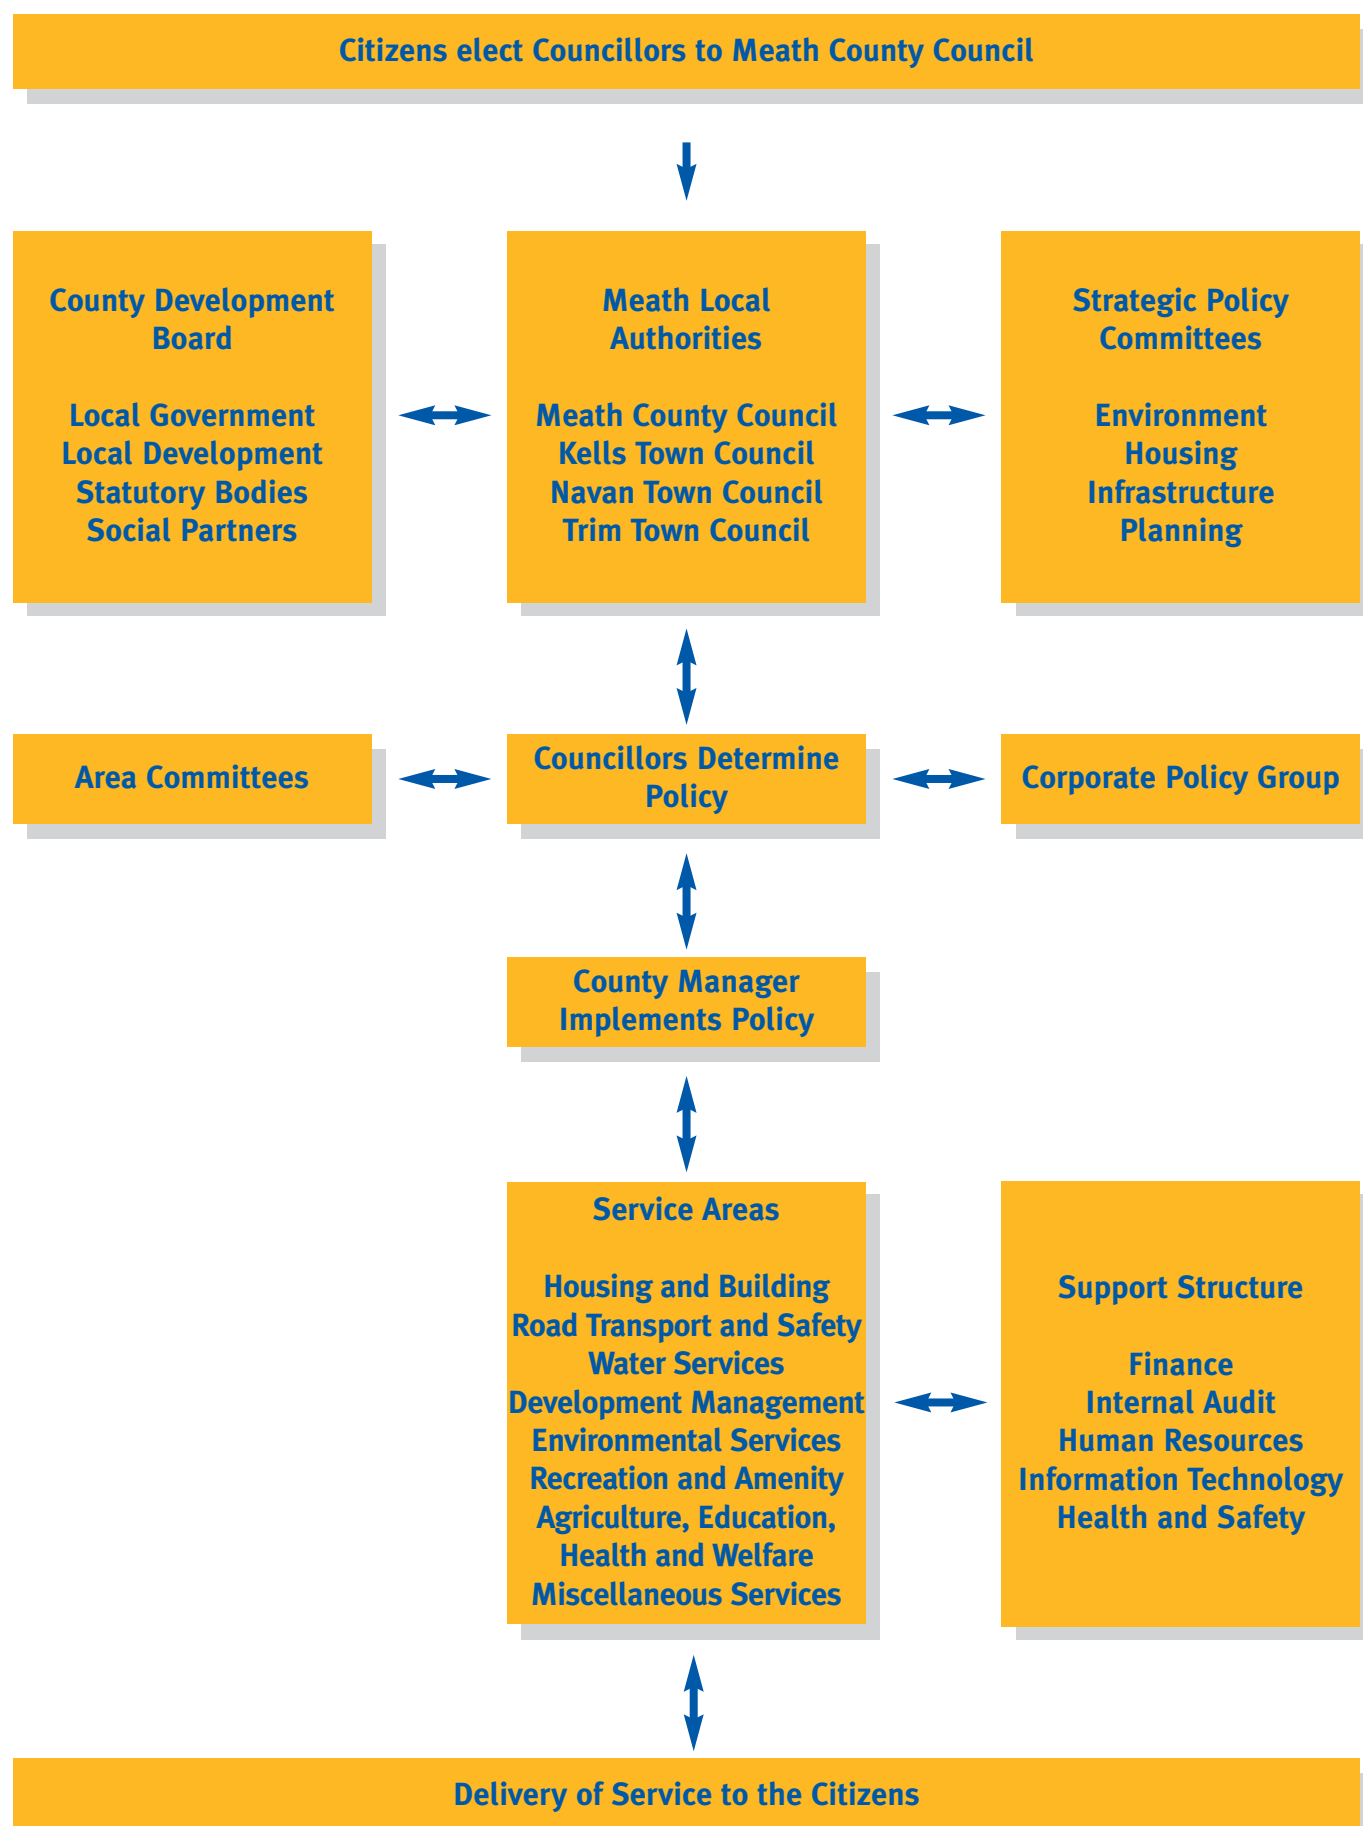 Citizens elect Councillors to Meath County Council
County Development
Board
Local Government
Local Development
Statutory Bodies
Social Partners
Meath Local
Authorities
Meath County Council
Kells Town Council
Navan Town Council
Trim Town Council
Strategic Policy
Committees
Environment
Housing
Infrastructure
Planning
Area Committees
Councillors Determine
Policy
Corporate Policy Group
County Manager
Implements Policy
Service Areas
Housing and Building
Road Transport and Safety
Water Services
Development Management
Environmental Services
Recreation and Amenity
Agriculture, Education,
Health and Welfare
Miscellaneous Services
Support Structure
Finance
Internal Audit
Human Resources
Information Technology
Health and Safety
Delivery of Service to the Citizens